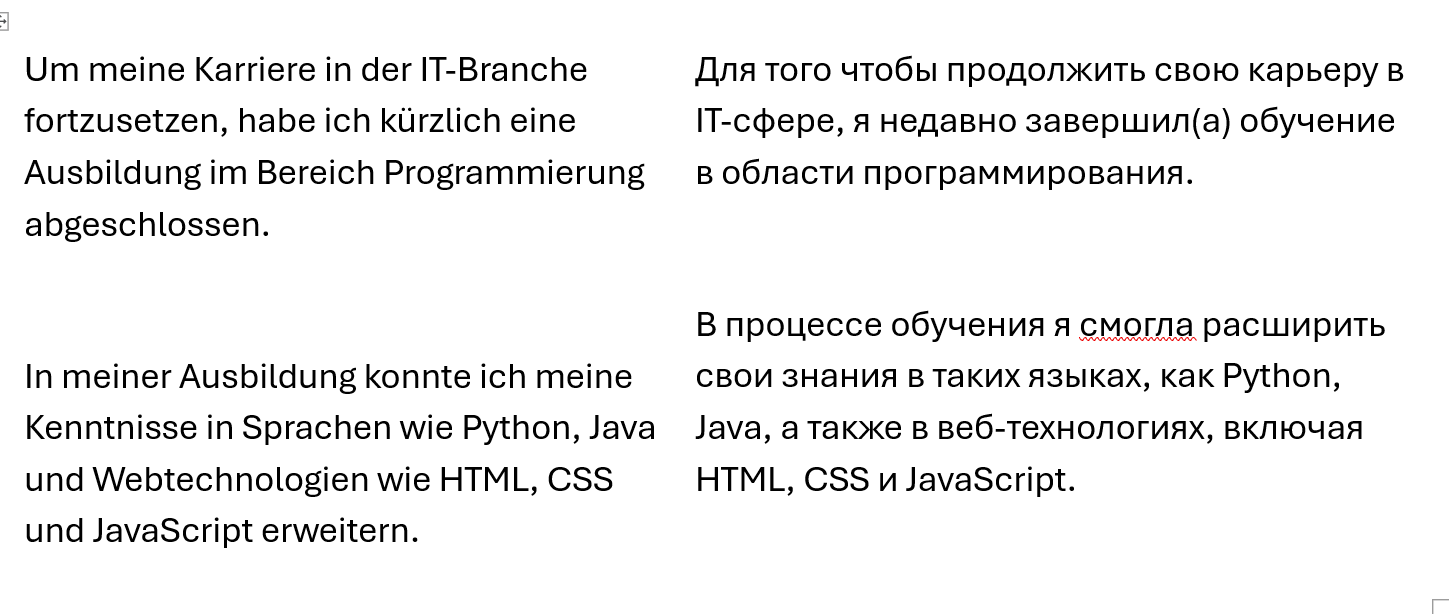 Um meine Karriere in der IT-Branche
fortzusetzen, habe ich kürzlich eine
Ausbildung im Bereich Programmierung
abgeschlossen.
In meiner Ausbildung konnte ich meine
Kenntnisse in Sprachen wie Python, Java
und Webtechnologien wie HTML, CSS
und JavaScript erweitern.
Для того чтобы продолжить свою карьеру в
IT-сфере, я недавно завершил(а) обучение
в области программирования.
В процессе обучения я смогла расширить
свои знания в таких языках, как Python,
Java, а также в веб-технологиях, включая
HTML, CSS и JavaScript.